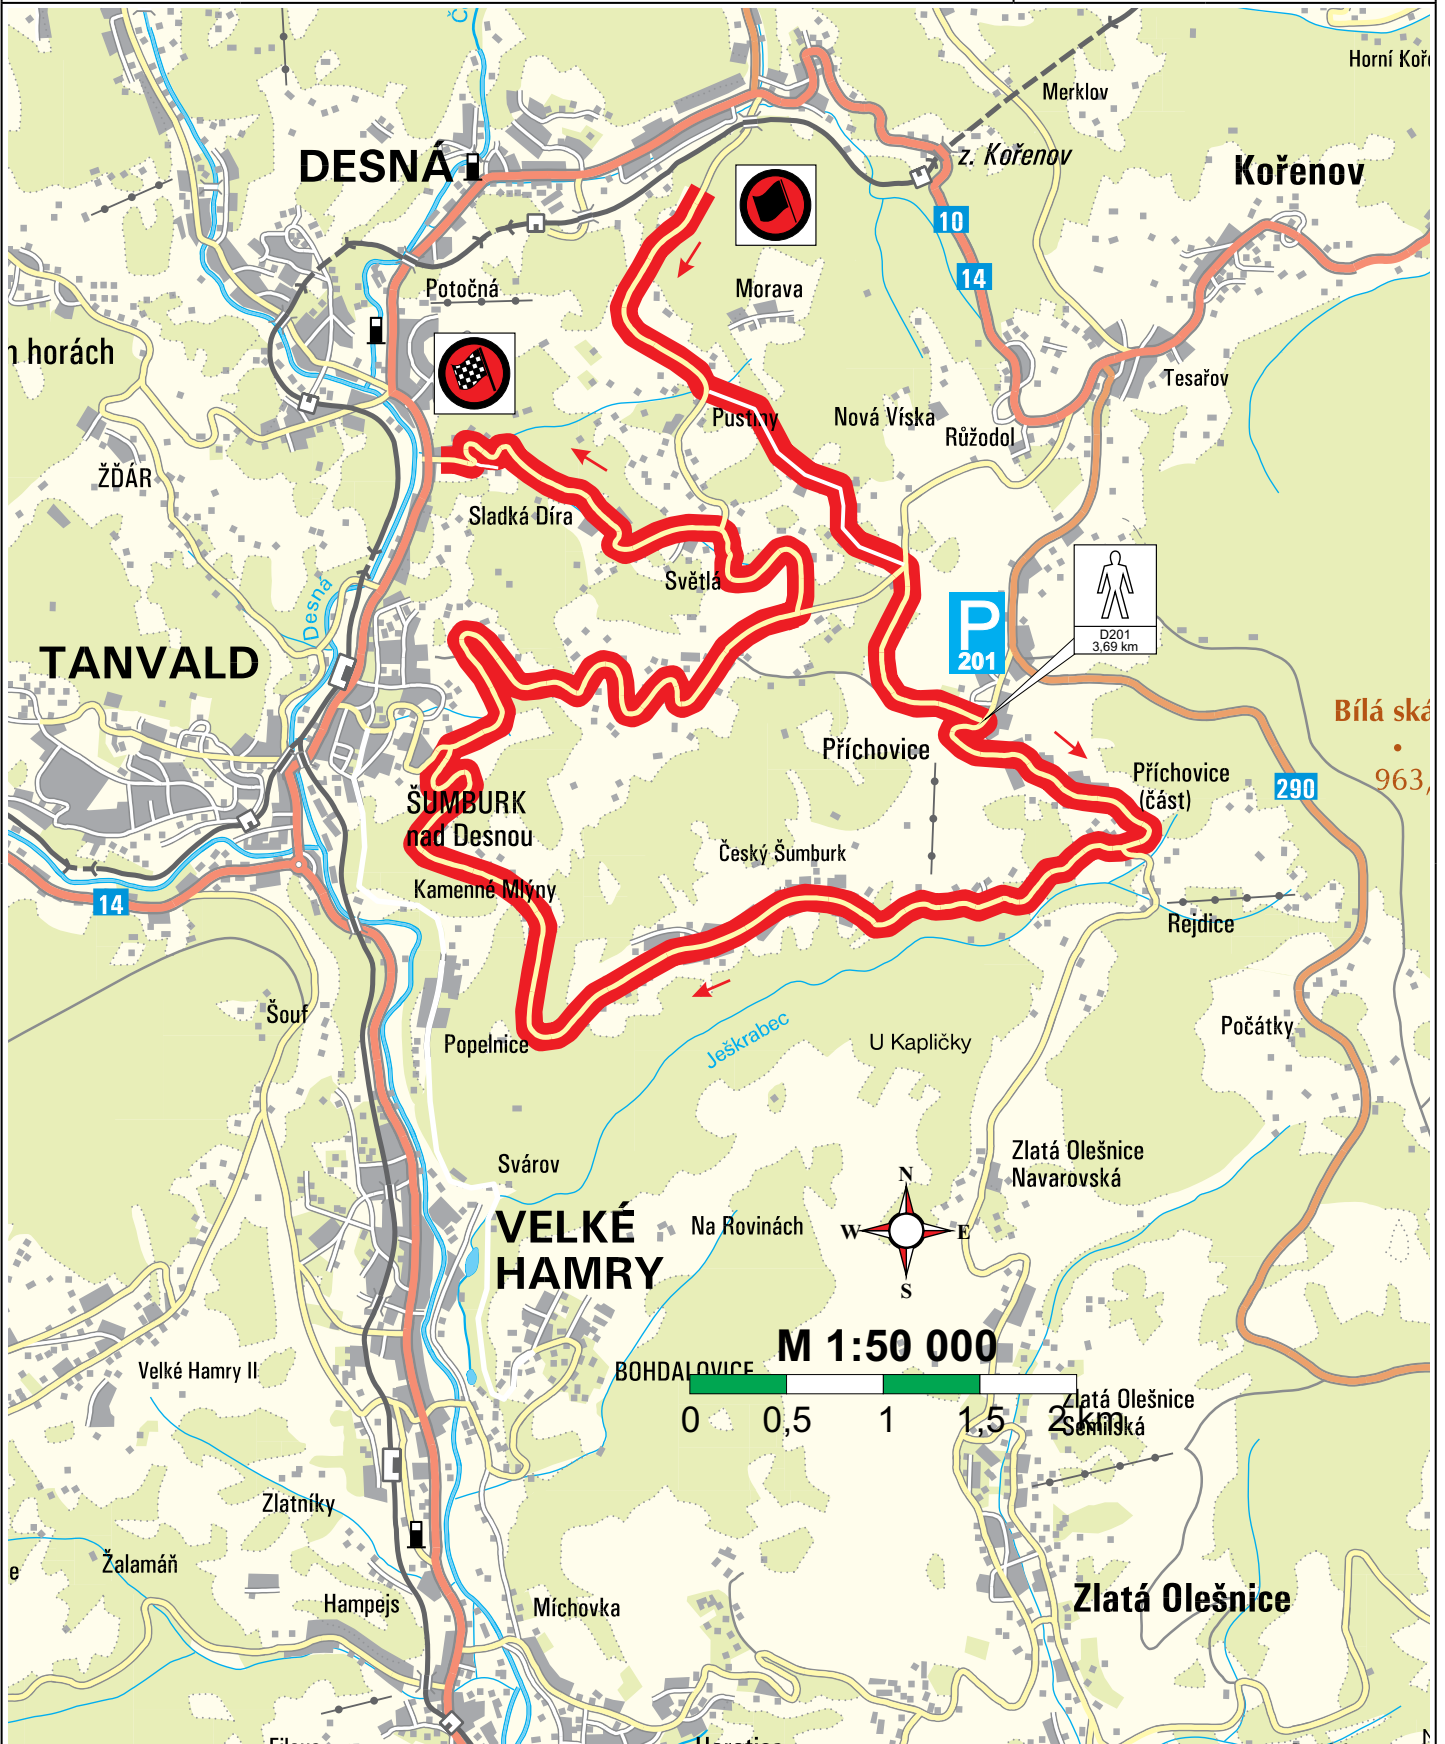 Horní Koř
Merklov
DESNÁ
z. Kořenov
Kořenov
10
14
Potočná
Morava
n horách
Tesařov
Pustiny
Nová Víska
Růžodol
ŽĎÁR
Sladká Díra
Světlá
Desná
D201
3,69 km
P
201
TANVALD
Bílá ská
963,
Příchovice
Příchovice
(část)
290
ŠUMBURK
nad Desnou
Český Šumburk
Kamenné Mlýny
14
Rejdice
Šouf
Popelnice
Ješkrabec
U Kapličky
Počátky
Svárov
Zlatá Olešnice
Navarovská
N
W
E
S
VELKÉ
HAMRY
Na Rovinách
M 1:50 000
Velké Hamry II
BOHDALOVICE
0 0,5 1 1,5 2 km
Zlatá Olešnice
Semilská
Zlatníky
Žalamáň
e
Hampejs
Míchovka
Zlatá Olešnice